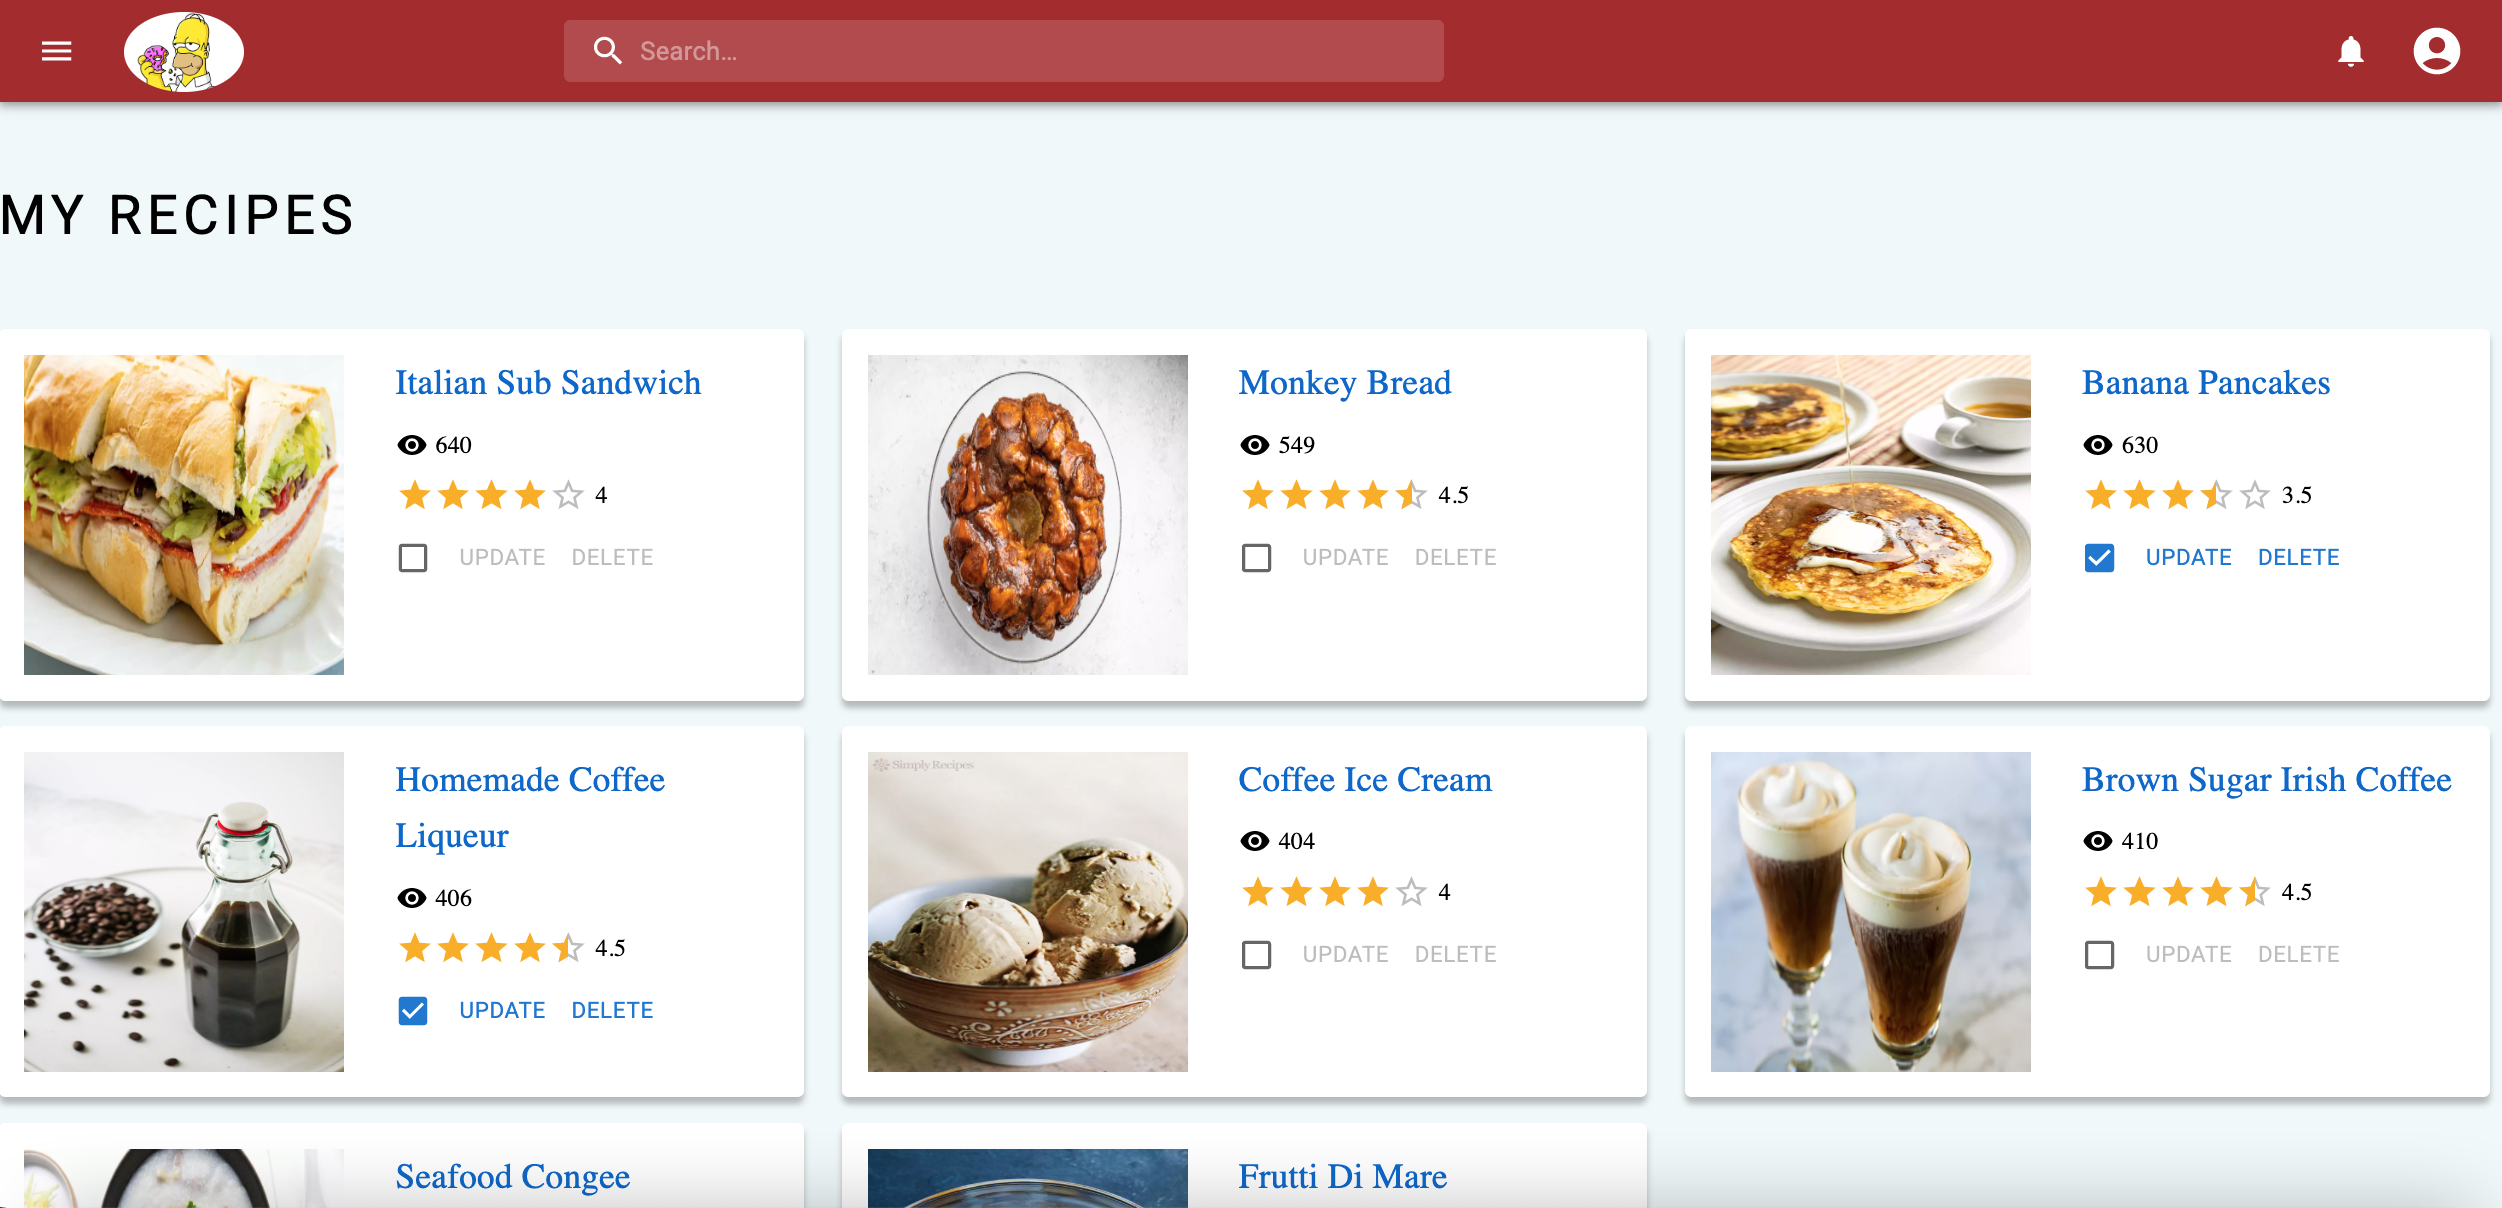 Search…
MY RECIPES
Italian Sub Sandwich
640
4
UPDATE DELETE
Monkey Bread
549
4.5
UPDATE DELETE
Banana Pancakes
630
3.5
UPDATE DELETE
Homemade Coffee
Liqueur
406
4.5
UPDATE DELETE
Simply Recipes
Coffee Ice Cream
404
4
UPDATE DELETE
Brown Sugar Irish Coffee
410
4.5
UPDATE DELETE
Seafood Congee
Frutti Di Mare